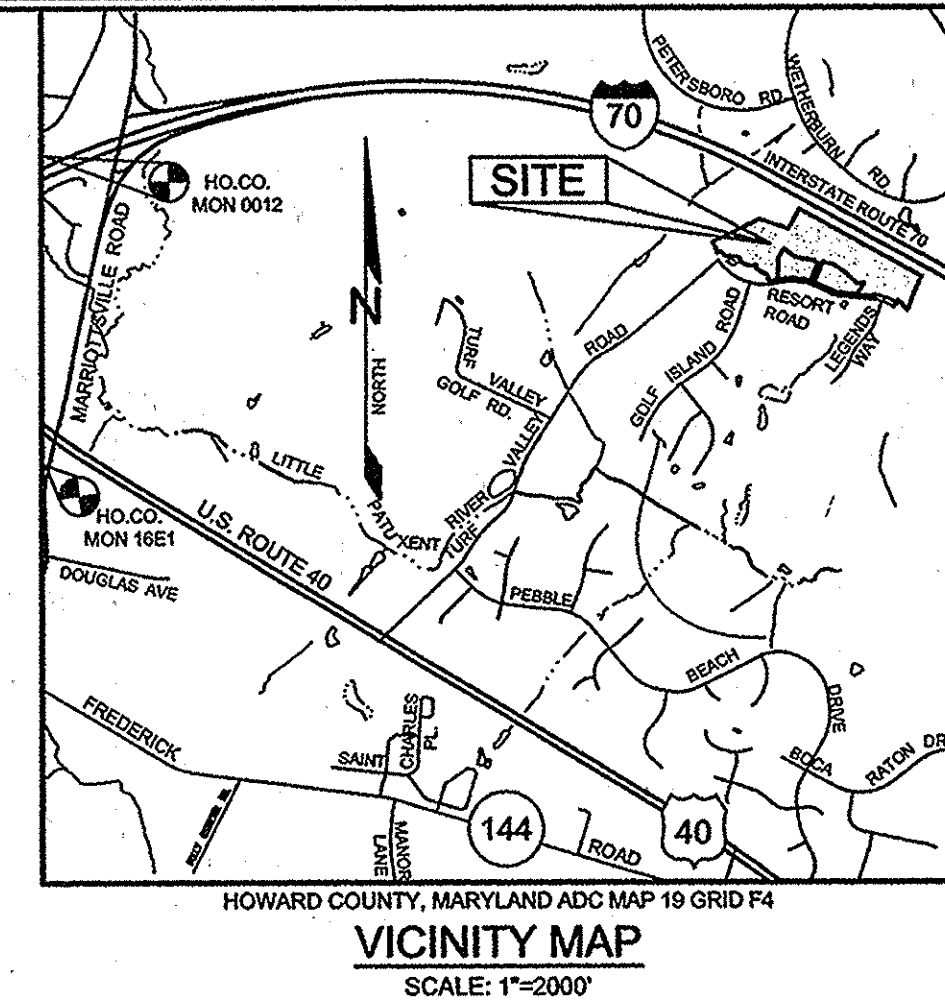 PETERSBORO RD.
WETHERBURN RD.
70
INTERSTATE ROUTE 70
SITE
HO.CO.
MON 0012
MARRIOTTSVILLE ROAD
N
NORTH
RESORT
ROAD
LEGENDS
WAY
GOLF ISLAND ROAD
TURF VALLEY
GOLF RD.
TURF VALLEY ROAD
LITTLE PATUXENT RIVER
HO.CO.
MON 16E1
U.S. ROUTE 40
DOUGLAS AVE
PEBBLE BEACH DRIVE
FREDERICK ROAD
SAINT CHARLES PL.
BOCA RATON DR
144
40
MANOR
LANE
HOWARD COUNTY, MARYLAND ADC MAP 19 GRID F4
VICINITY MAP
SCALE: 1"=2000'